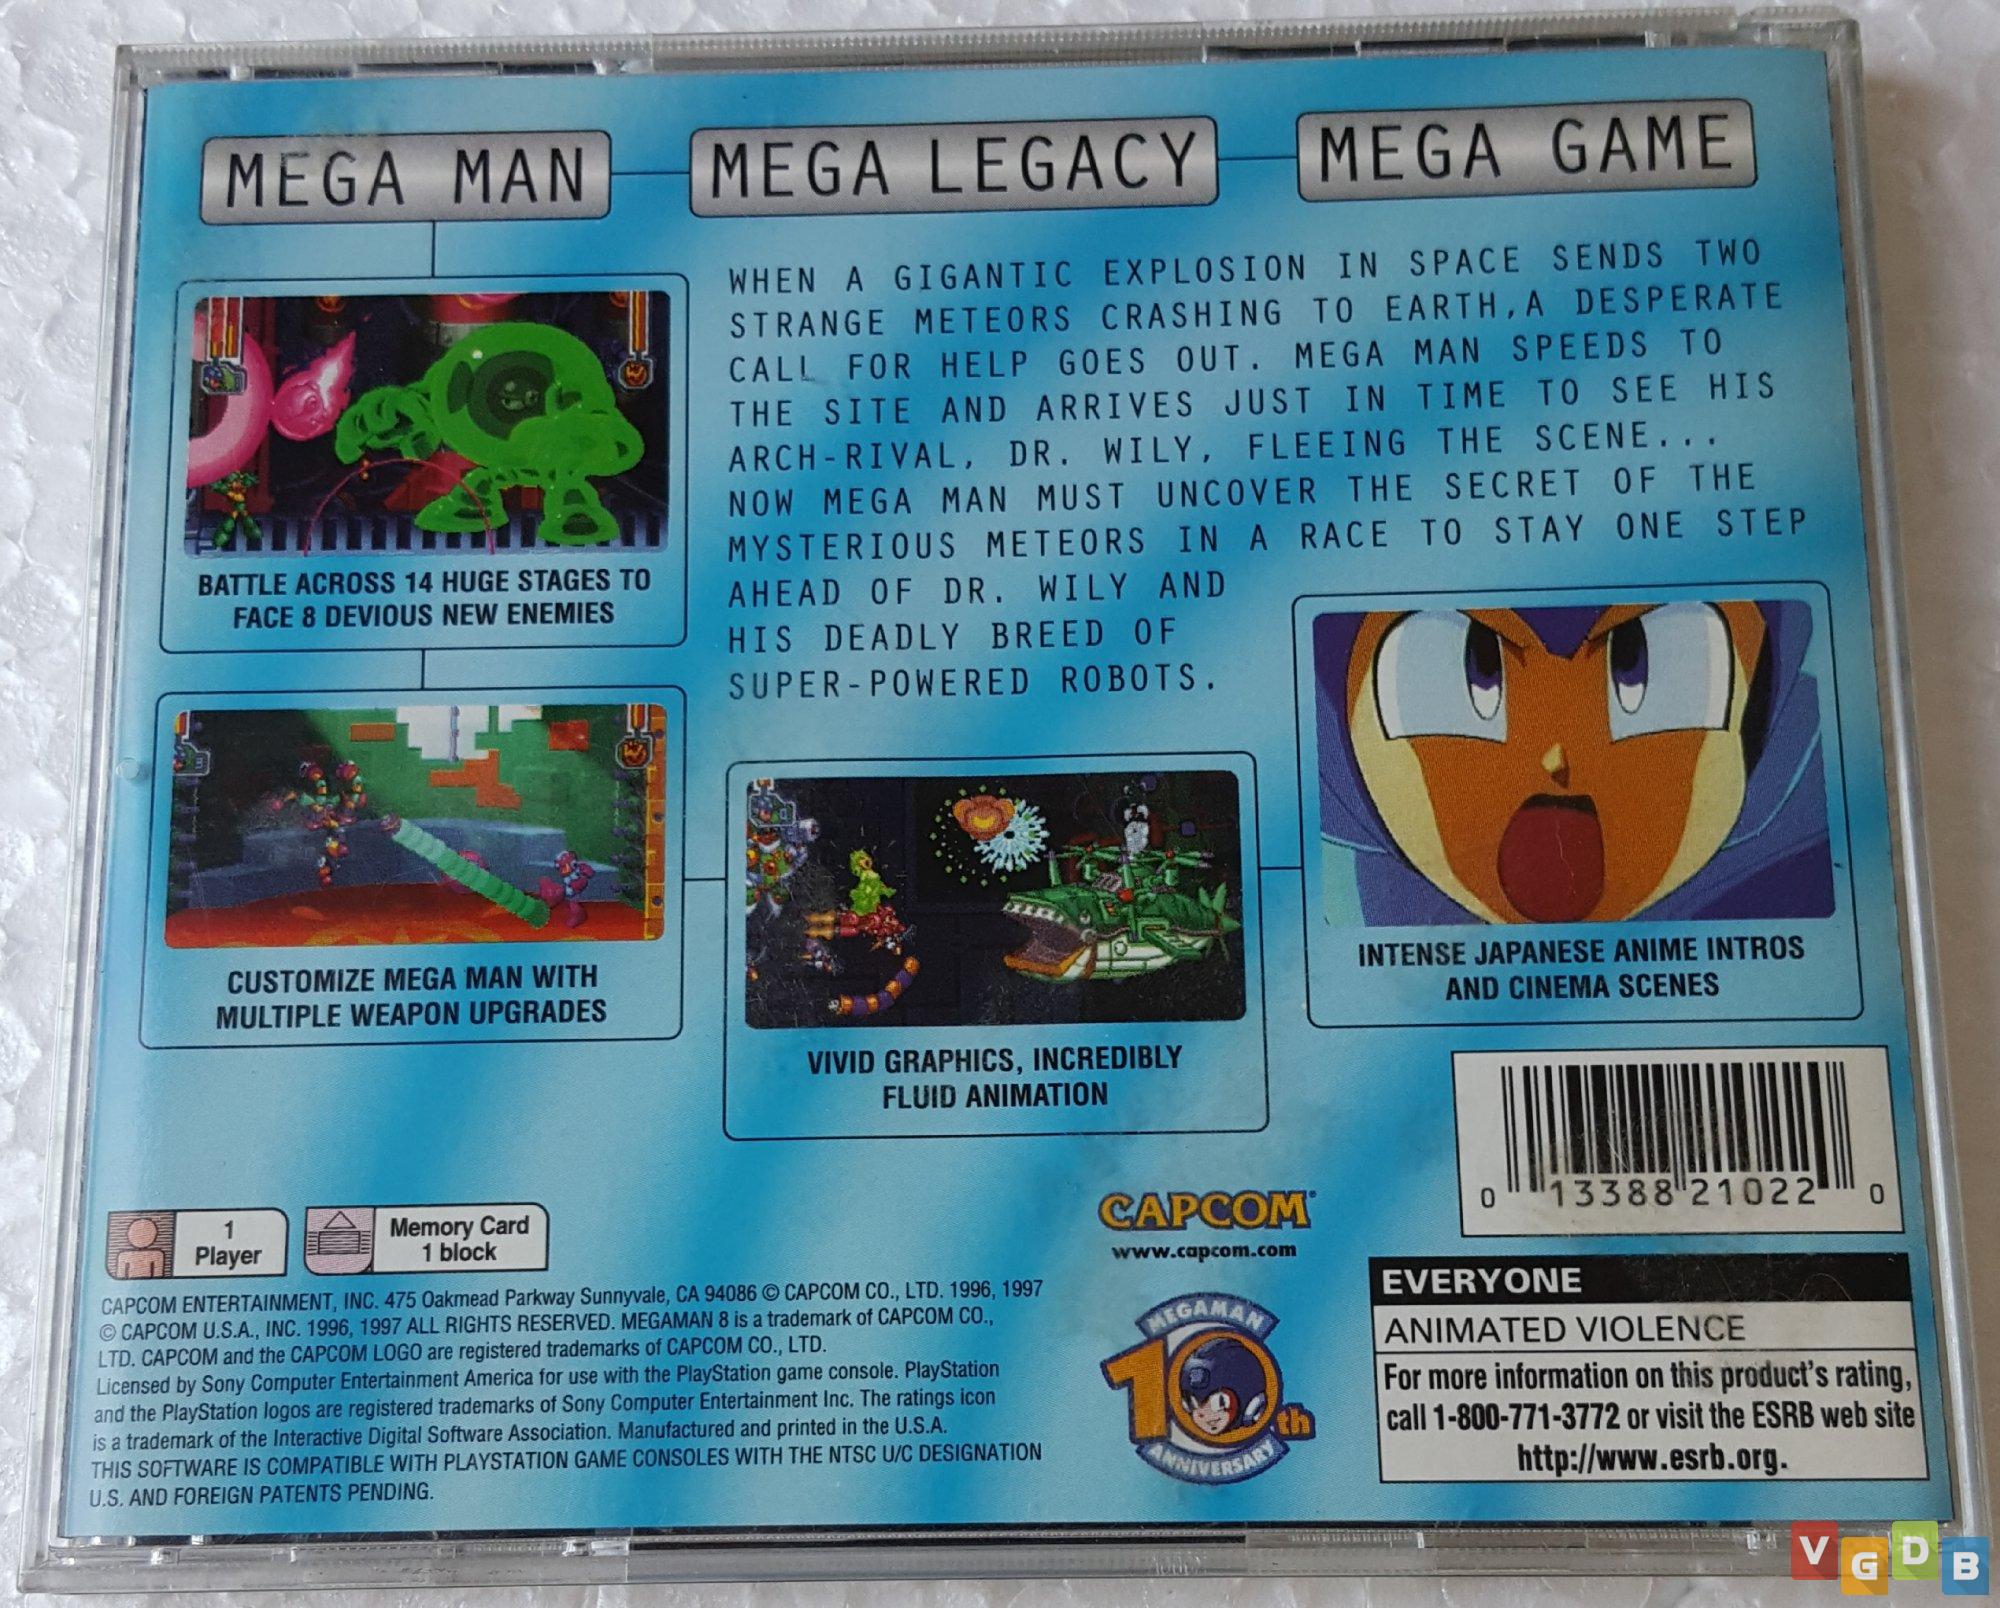 MEGA MAN
MEGA LEGACY
MEGA GAME
WHEN A GIGANTIC EXPLOSION IN SPACE SENDS TWO
STRANGE METEORS CRASHING TO EARTH,A DESPERATE
CALL FOR HELP GOES OUT. MEGA MAN SPEEDS TO
THE SITE AND ARRIVES JUST IN TIME TO SEE HIS
ARCH-RIVAL, DR. WILY, FLEEING THE SCENE...
NOW MEGA MAN MUST UNCOVER THE SECRET OF THE
MYSTERIOUS METEORS IN A RACE TO STAY ONE STEP
AHEAD OF DR. WILY AND
HIS DEADLY BREED OF
SUPER-POWERED ROBOTS.
BATTLE ACROSS 14 HUGE STAGES TO
FACE 8 DEVIOUS NEW ENEMIES
CUSTOMIZE MEGA MAN WITH
MULTIPLE WEAPON UPGRADES
VIVID GRAPHICS, INCREDIBLY
FLUID ANIMATION
INTENSE JAPANESE ANIME INTROS
AND CINEMA SCENES
0 13388 21022 0
1
Player
Memory Card
1 block
CAPCOM
www.capcom.com
MEGAMAN
10th
ANNIVERSARY
CAPCOM ENTERTAINMENT, INC. 475 Oakmead Parkway Sunnyvale, CA 94086 © CAPCOM CO., LTD. 1996, 1997
© CAPCOM U.S.A., INC. 1996, 1997 ALL RIGHTS RESERVED. MEGAMAN 8 is a trademark of CAPCOM CO.,
LTD. CAPCOM and the CAPCOM LOGO are registered trademarks of CAPCOM CO., LTD.
Licensed by Sony Computer Entertainment America for use with the PlayStation game console. PlayStation
and the PlayStation logos are registered trademarks of Sony Computer Entertainment Inc. The ratings icon
is a trademark of the Interactive Digital Software Association. Manufactured and printed in the U.S.A.
THIS SOFTWARE IS COMPATIBLE WITH PLAYSTATION GAME CONSOLES WITH THE NTSC U/C DESIGNATION
U.S. AND FOREIGN PATENTS PENDING.
EVERYONE
ANIMATED VIOLENCE
For more information on this product's rating,
call 1-800-771-3772 or visit the ESRB web site
http://www.esrb.org.
VGDB